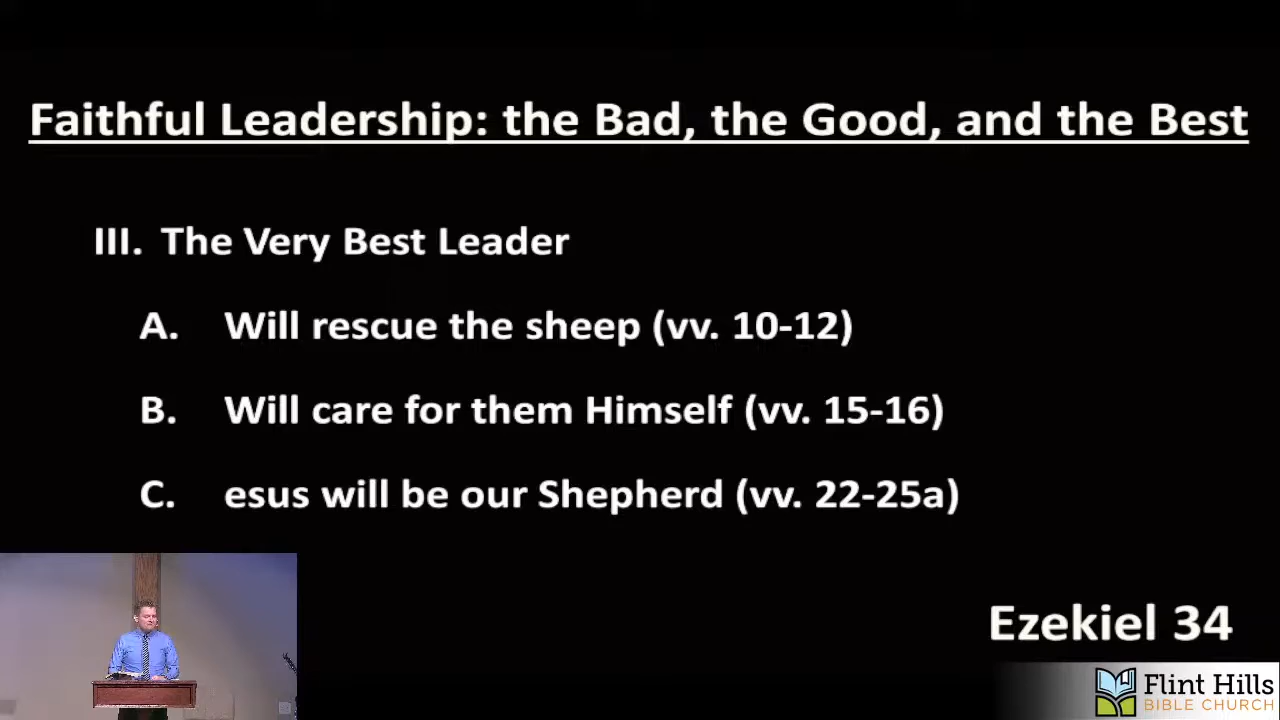 Faithful Leadership: the Bad, the Good, and the Best
III. The Very Best Leader
A. Will rescue the sheep (vv. 10-12)
B. Will care for them Himself (vv. 15-16)
C. esus will be our Shepherd (vv. 22-25a)
Ezekiel 34
Flint Hills
BIBLE CHURCH